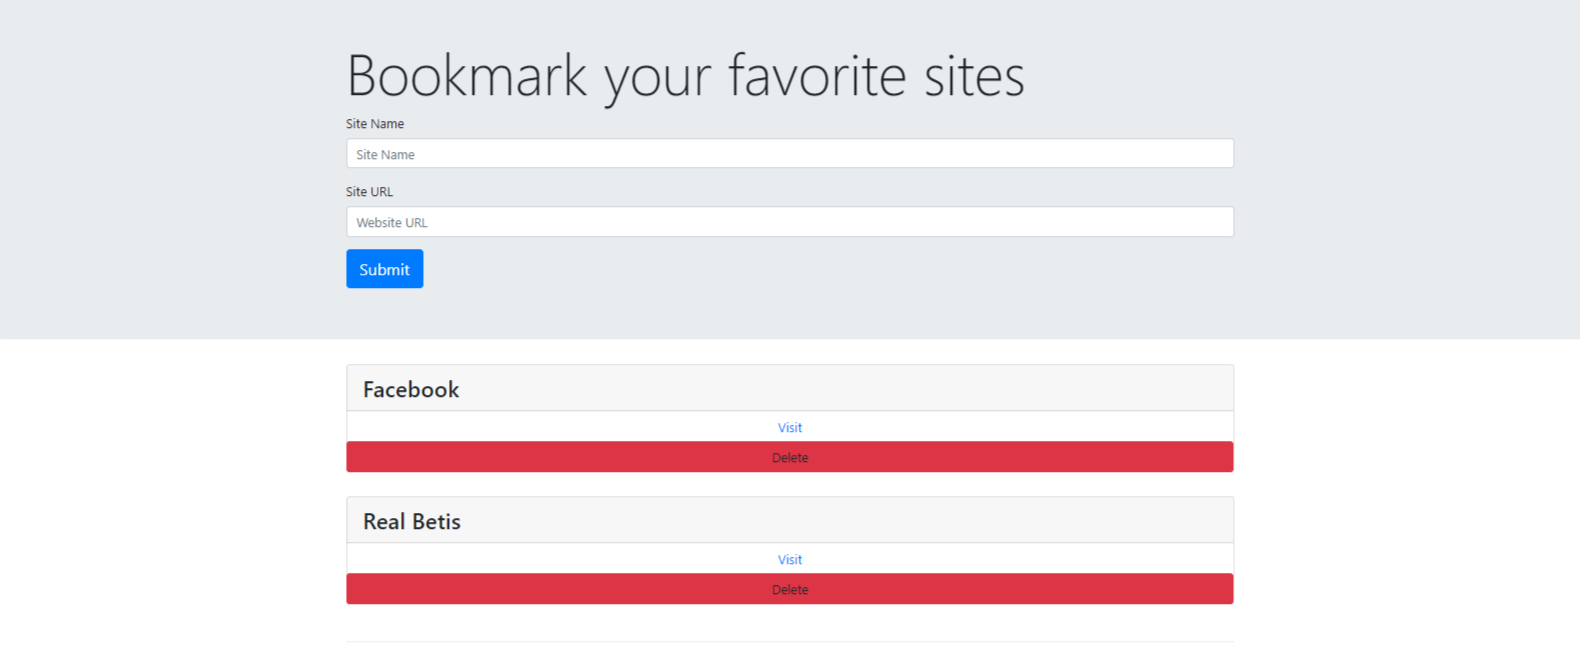 Bookmark your favorite sites
Site Name
Site Name
Site URL
Website URL
Submit
Facebook
Visit
Delete
Real Betis
Visit
Delete